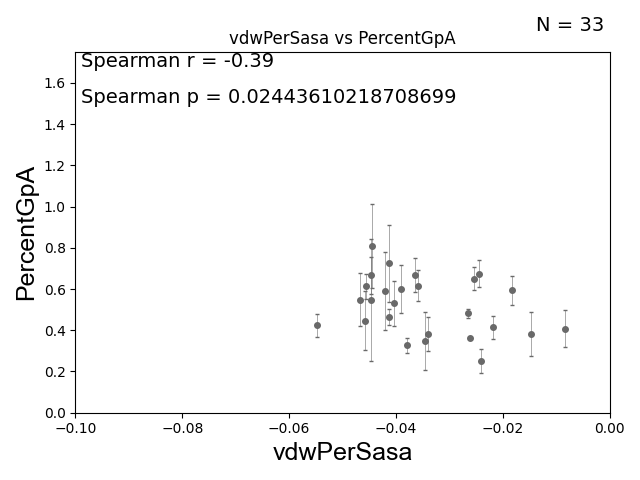 N = 33
vdwPerSasa vs PercentGpA
Spearman r = -0.39
Spearman p = 0.02443610218708699
PercentGpA
1.6
1.4
1.2
1.0
0.8
0.6
0.4
0.2
0.0
−0.10
−0.08
−0.06
−0.04
−0.02
0.00
vdwPerSasa